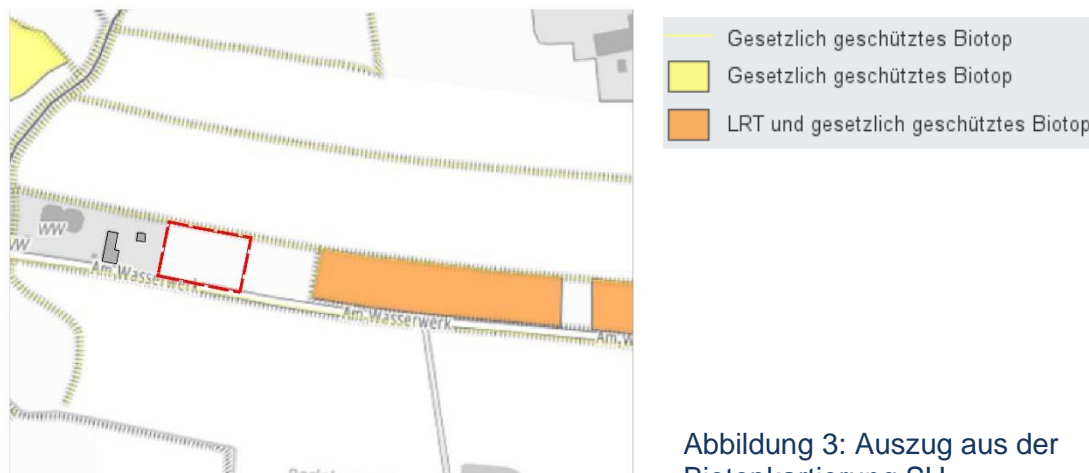 Gesetzlich geschütztes Biotop
Gesetzlich geschütztes Biotop
LRT und gesetzlich geschütztes Biotop
WW
W
Am Wasserwerk
Am Wasserwerk
Am W
Abbildung 3: Auszug aus der